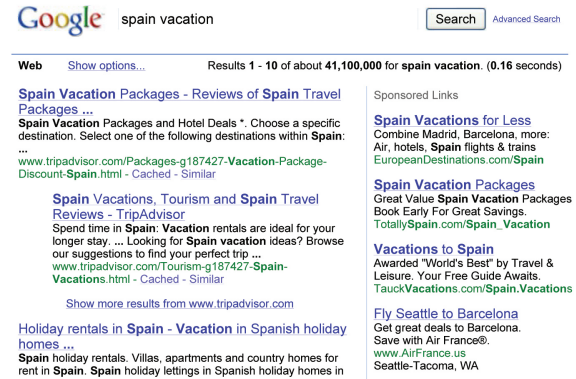 Google spain vacation Search Advanced Search
Web Show options... Results 1 - 10 of about 41,100,000 for spain vacation. (0.16 seconds)
Spain Vacation Packages - Reviews of Spain Travel
Packages ...
Spain Vacation Packages and Hotel Deals *. Choose a specific
destination. Select one of the following destinations within Spain:
...
www.tripadvisor.com/Packages-g187427-Vacation-Package-
Discount-Spain.html - Cached - Similar
Spain Vacations, Tourism and Spain Travel
Reviews - TripAdvisor
Spend time in Spain: Vacation rentals are ideal for your
longer stay. ... Looking for Spain vacation ideas? Browse
our suggestions to find your perfect trip ...
www.tripadvisor.com/Tourism-g187427-Spain-
Vacations.html - Cached - Similar
Show more results from www.tripadvisor.com
Holiday rentals in Spain - Vacation in Spanish holiday
homes ...
Spain holiday rentals. Villas, apartments and country homes for
rent in Spain. Spain holiday lettings in Spanish holiday homes in
Sponsored Links
Spain Vacations for Less
Combine Madrid, Barcelona, more:
Air, hotels, Spain flights & trains
EuropeanDestinations.com/Spain
Spain Vacation Packages
Great Value Spain Vacation Packages
Book Early For Great Savings.
TotallySpain.com/Spain_Vacation
Vacations to Spain
Awarded "World's Best" by Travel &
Leisure. Your Free Guide Awaits.
TauckVacations.com/Spain.Vacations
Fly Seattle to Barcelona
Get great deals to Barcelona.
Save with Air France®.
www.AirFrance.us
Seattle-Tacoma, WA